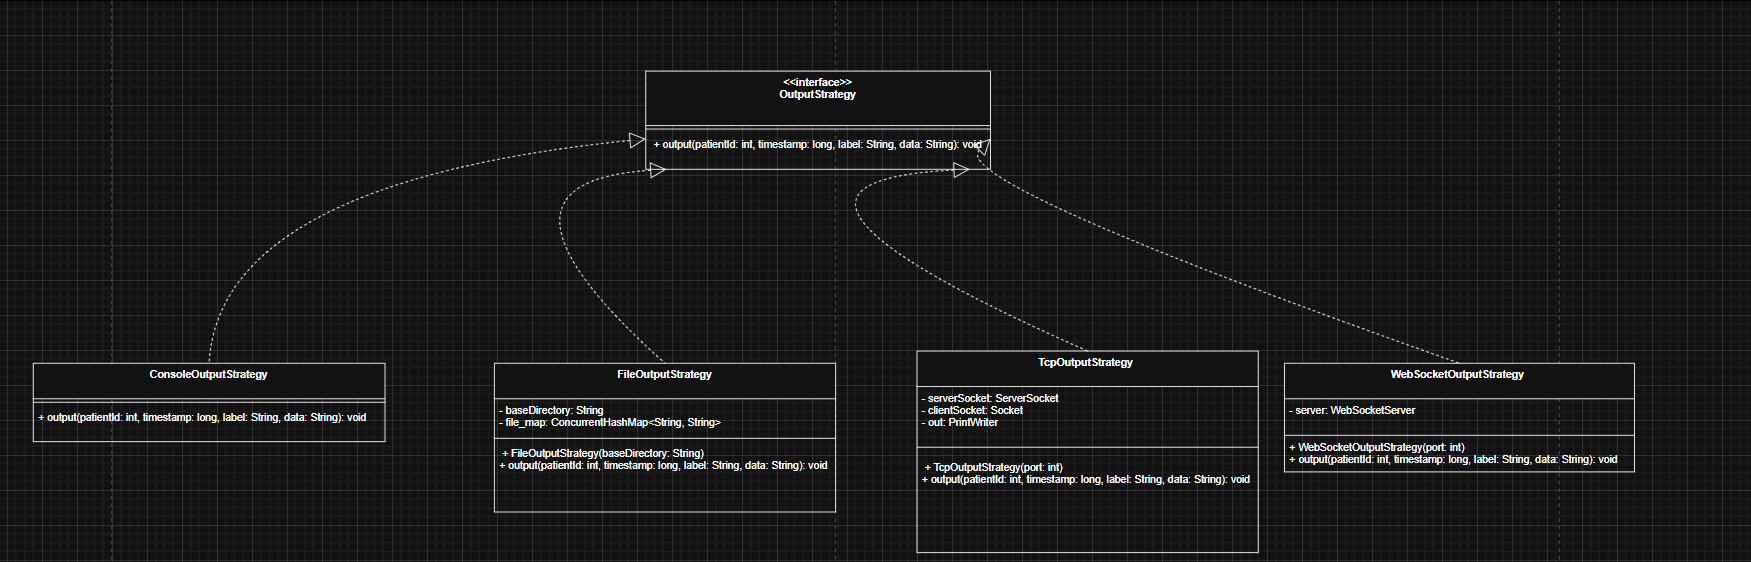 <<interface>>
OutputStrategy
+ output(patientId: int, timestamp: long, label: String, data: String): void
ConsoleOutputStrategy
+ output(patientId: int, timestamp: long, label: String, data: String): void
FileOutputStrategy
- baseDirectory: String
- file_map: ConcurrentHashMap<String, String>
+ FileOutputStrategy(baseDirectory: String)
+ output(patientId: int, timestamp: long, label: String, data: String): void
TcpOutputStrategy
- serverSocket: ServerSocket
- clientSocket: Socket
- out: PrintWriter
+ TcpOutputStrategy(port: int)
+ output(patientId: int, timestamp: long, label: String, data: String): void
WebSocketOutputStrategy
- server: WebSocketServer
+ WebSocketOutputStrategy(port: int)
+ output(patientId: int, timestamp: long, label: String, data: String): void